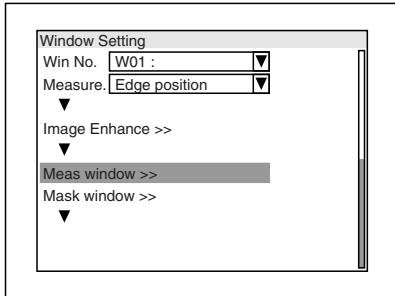 Window Setting
Win No. W01 :
Measure. Edge position
Image Enhance >>
Meas window >>
Mask window >>